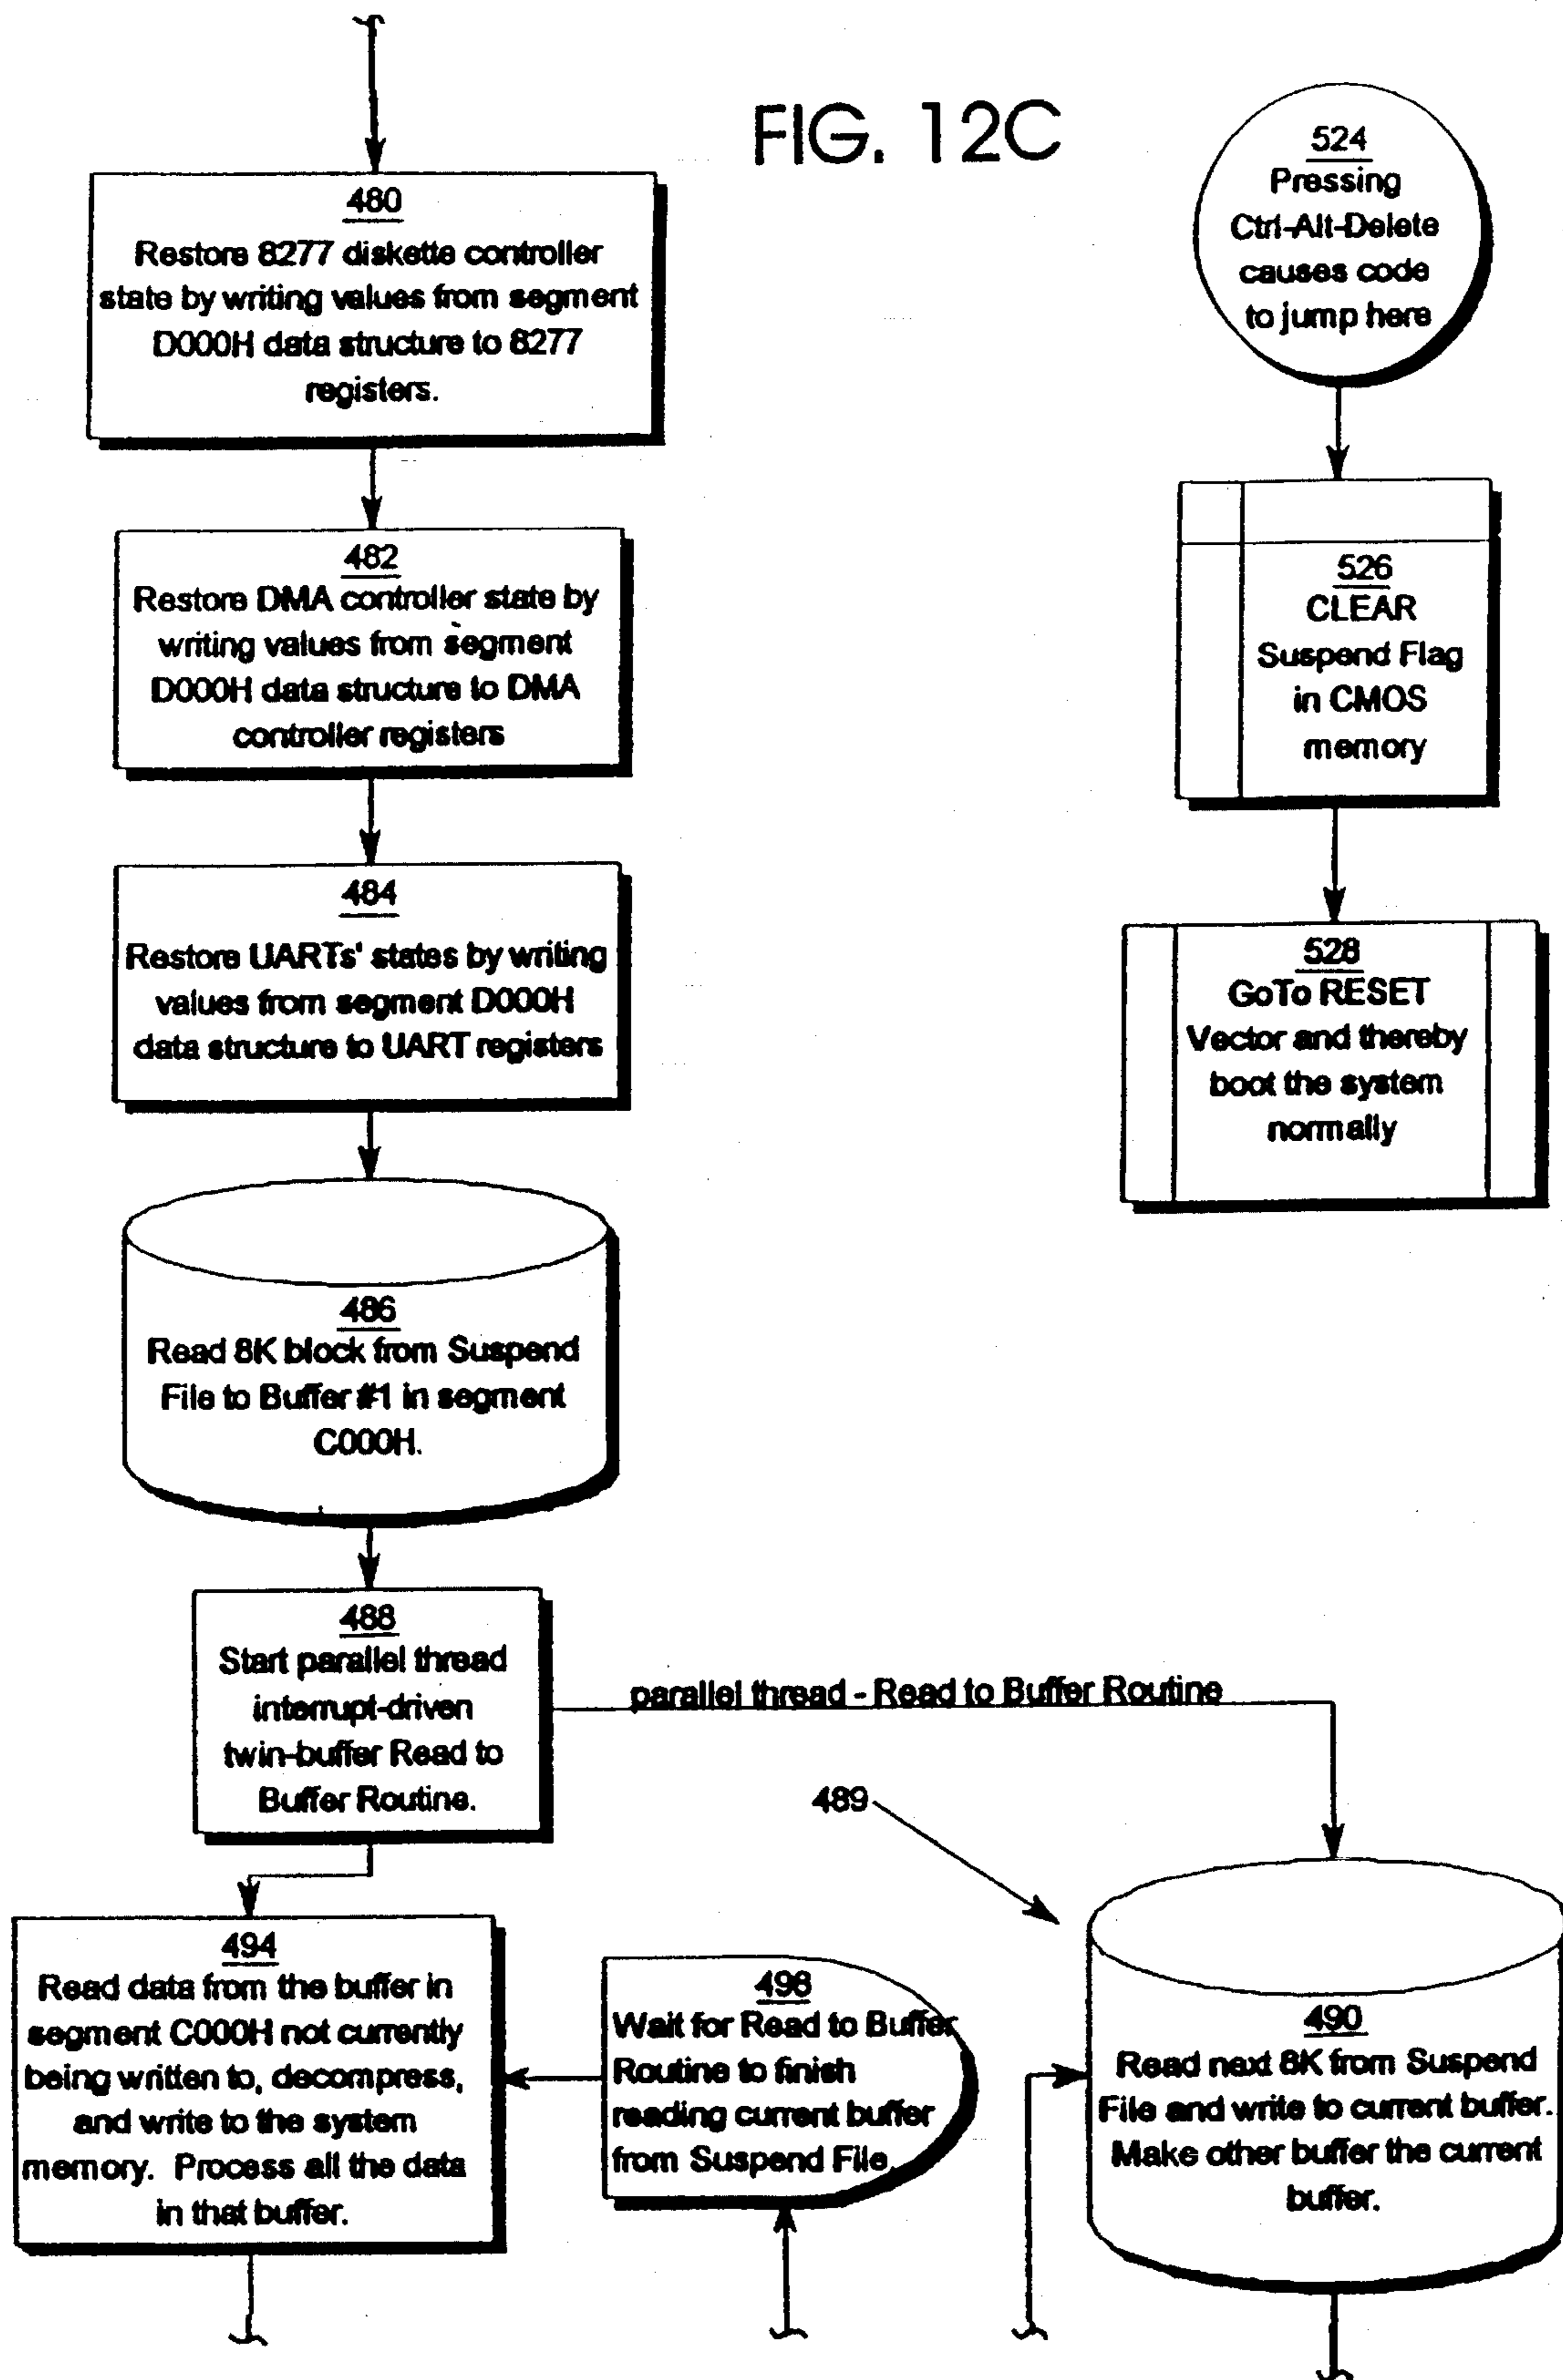 FIG. 12C
480
Restore 8277 diskette controller
state by writing values from segment
D000H data structure to 8277
registers.
482
Restore DMA controller state by
writing values from segment
D000H data structure to DMA
controller registers
484
Restore UARTs' states by writing
values from segment D000H
data structure to UART registers
486
Read 8K block from Suspend
File to Buffer #1 in segment
C000H.
488
Start parallel thread
interrupt-driven
twin-buffer Read to
Buffer Routine.
parallel thread - Read to Buffer Routine
489
494
Read data from the buffer in
segment C000H not currently
being written to, decompress,
and write to the system
memory. Process all the data
in that buffer.
498
Wait for Read to Buffer
Routine to finish
reading current buffer
from Suspend File.
490
Read next 8K from Suspend
File and write to current buffer.
Make other buffer the current
buffer.
524
Pressing
Ctrl-Alt-Delete
causes code
to jump here
526
CLEAR
Suspend Flag
in CMOS
memory
528
GoTo RESET
Vector and thereby
boot the system
normally